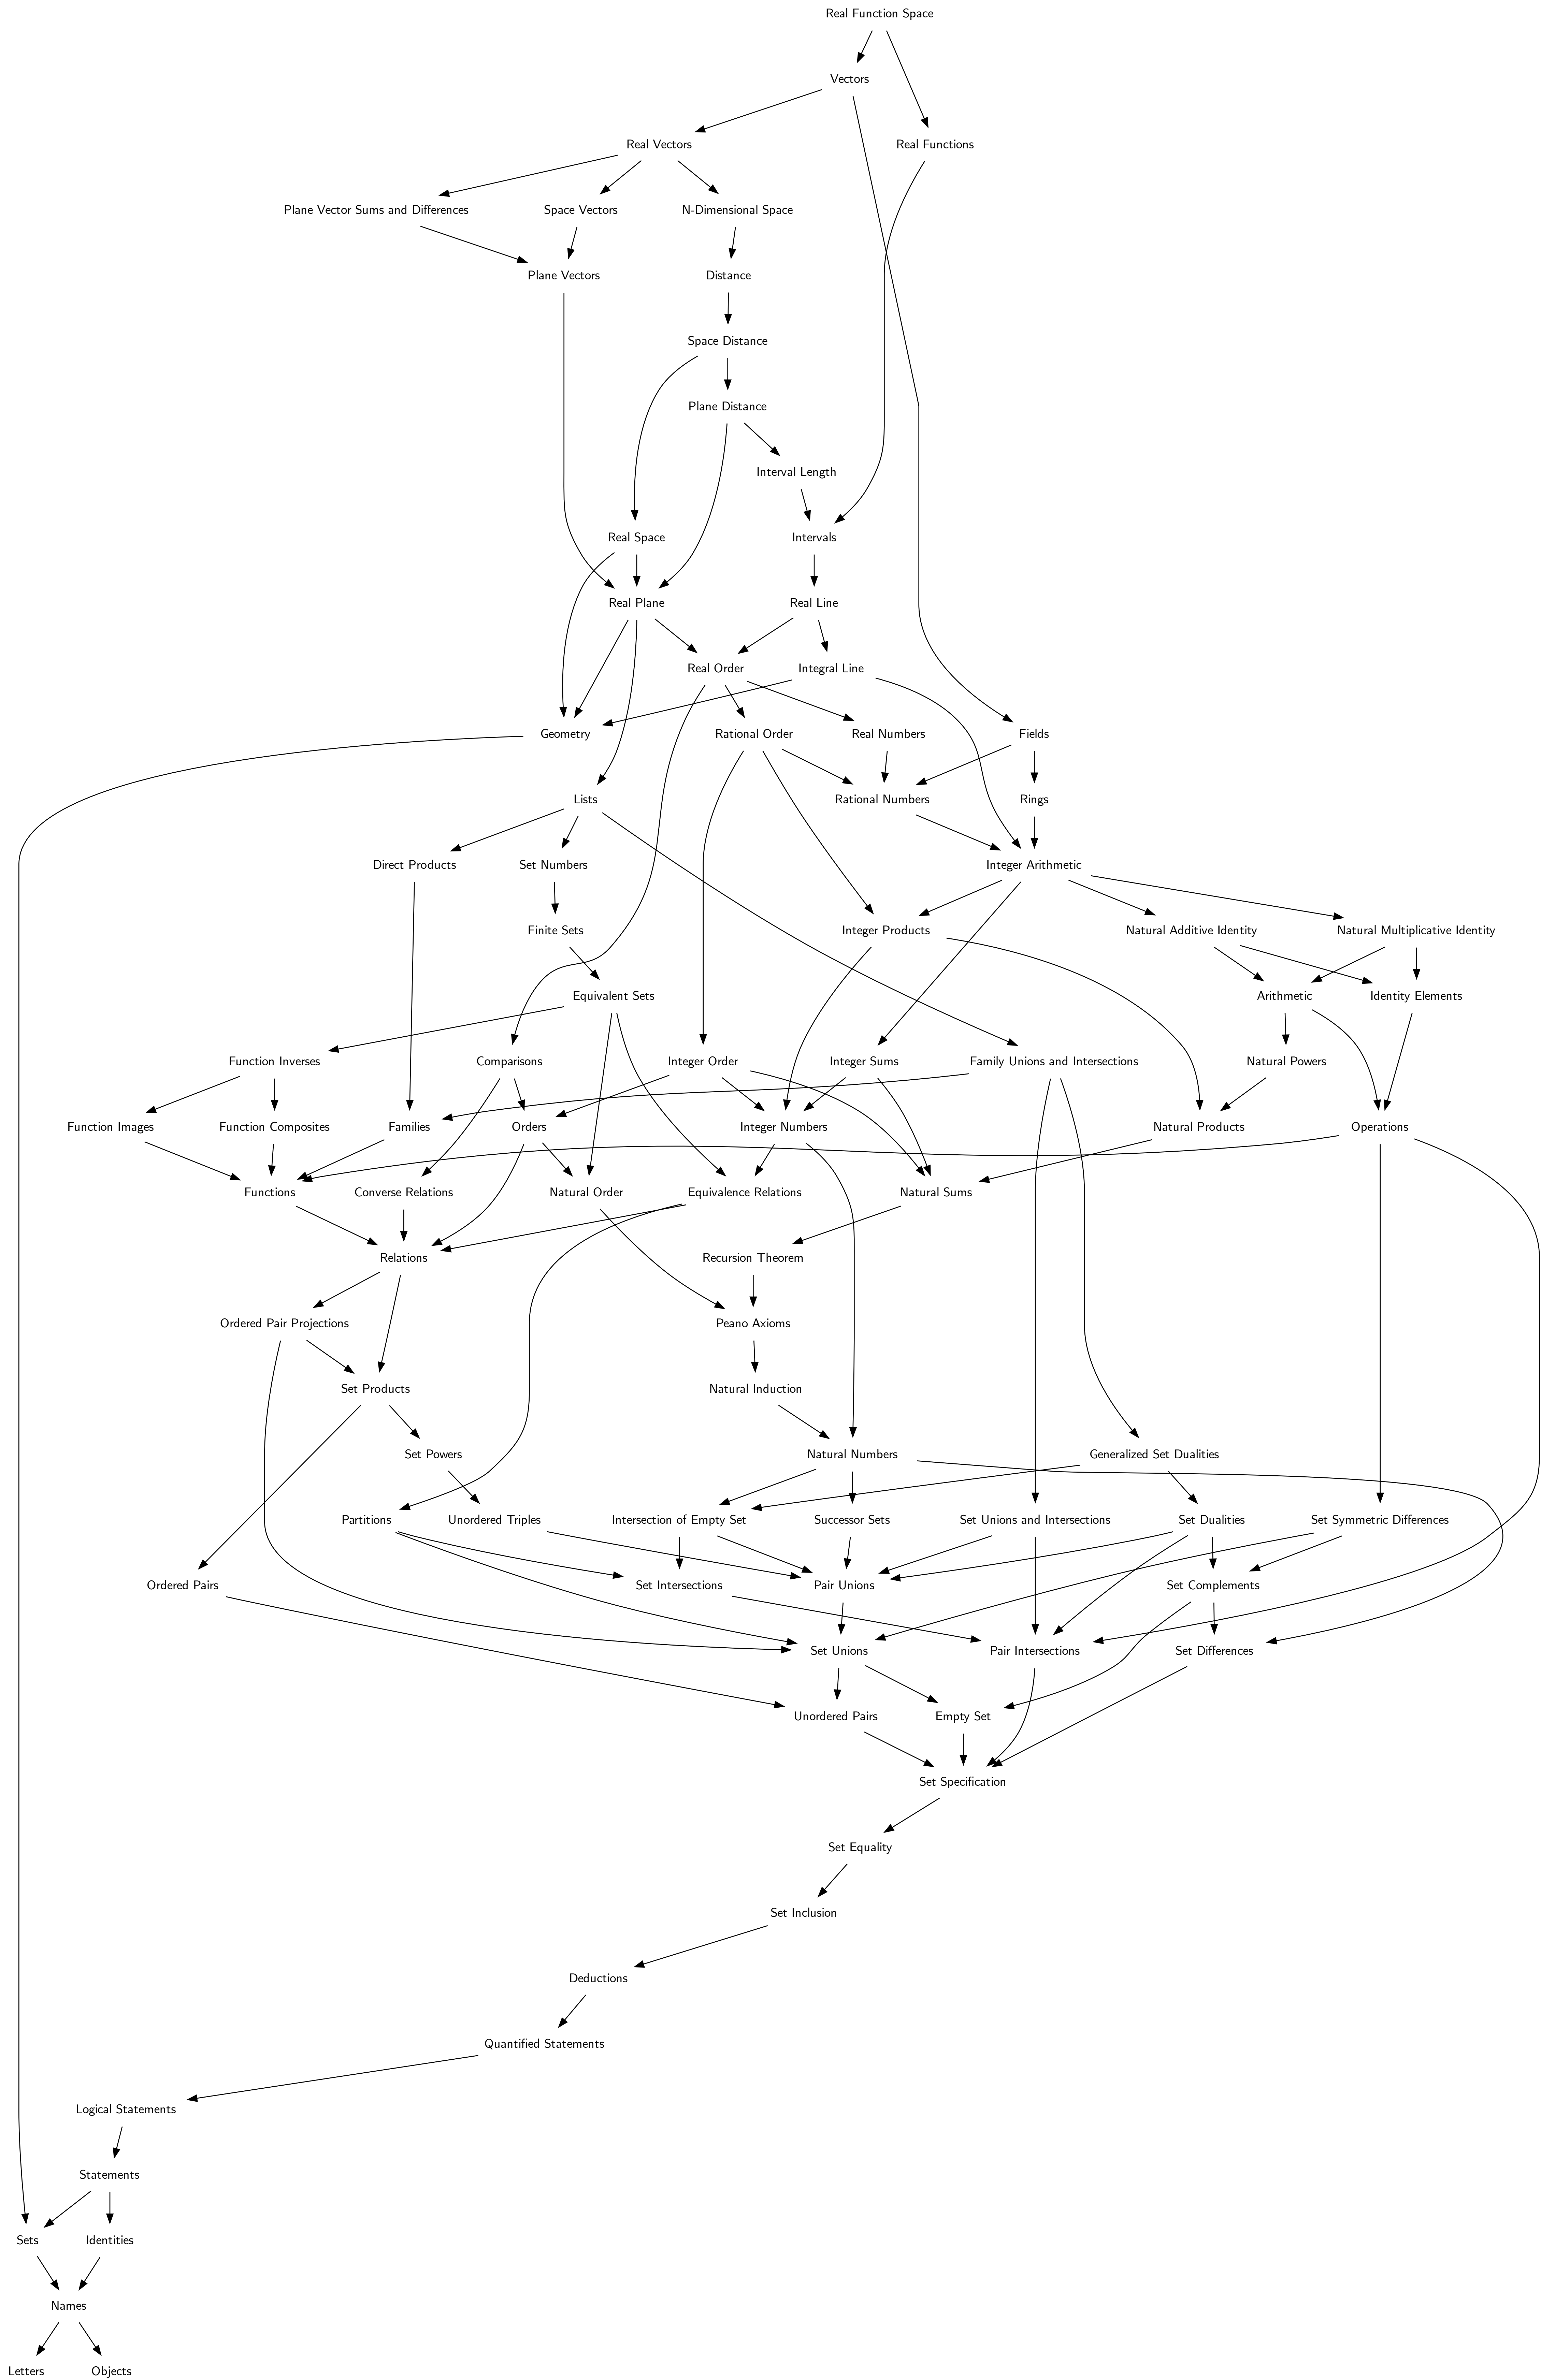 Real Function Space
Vectors
Real Vectors
Real Functions
Plane Vector Sums and Differences
Space Vectors
N-Dimensional Space
Plane Vectors
Distance
Space Distance
Plane Distance
Interval Length
Real Space
Intervals
Real Plane
Real Line
Real Order
Integral Line
Geometry
Rational Order
Real Numbers
Fields
Lists
Rational Numbers
Rings
Direct Products
Set Numbers
Integer Arithmetic
Finite Sets
Integer Products
Natural Additive Identity
Natural Multiplicative Identity
Equivalent Sets
Arithmetic
Identity Elements
Function Inverses
Comparisons
Integer Order
Integer Sums
Family Unions and Intersections
Natural Powers
Function Images
Function Composites
Families
Orders
Integer Numbers
Natural Products
Operations
Functions
Converse Relations
Natural Order
Equivalence Relations
Natural Sums
Relations
Recursion Theorem
Ordered Pair Projections
Peano Axioms
Set Products
Natural Induction
Set Powers
Natural Numbers
Generalized Set Dualities
Partitions
Unordered Triples
Intersection of Empty Set
Successor Sets
Set Unions and Intersections
Set Dualities
Set Symmetric Differences
Ordered Pairs
Set Intersections
Pair Unions
Set Complements
Set Unions
Pair Intersections
Set Differences
Unordered Pairs
Empty Set
Set Specification
Set Equality
Set Inclusion
Deductions
Quantified Statements
Logical Statements
Statements
Sets
Identities
Names
Letters
Objects